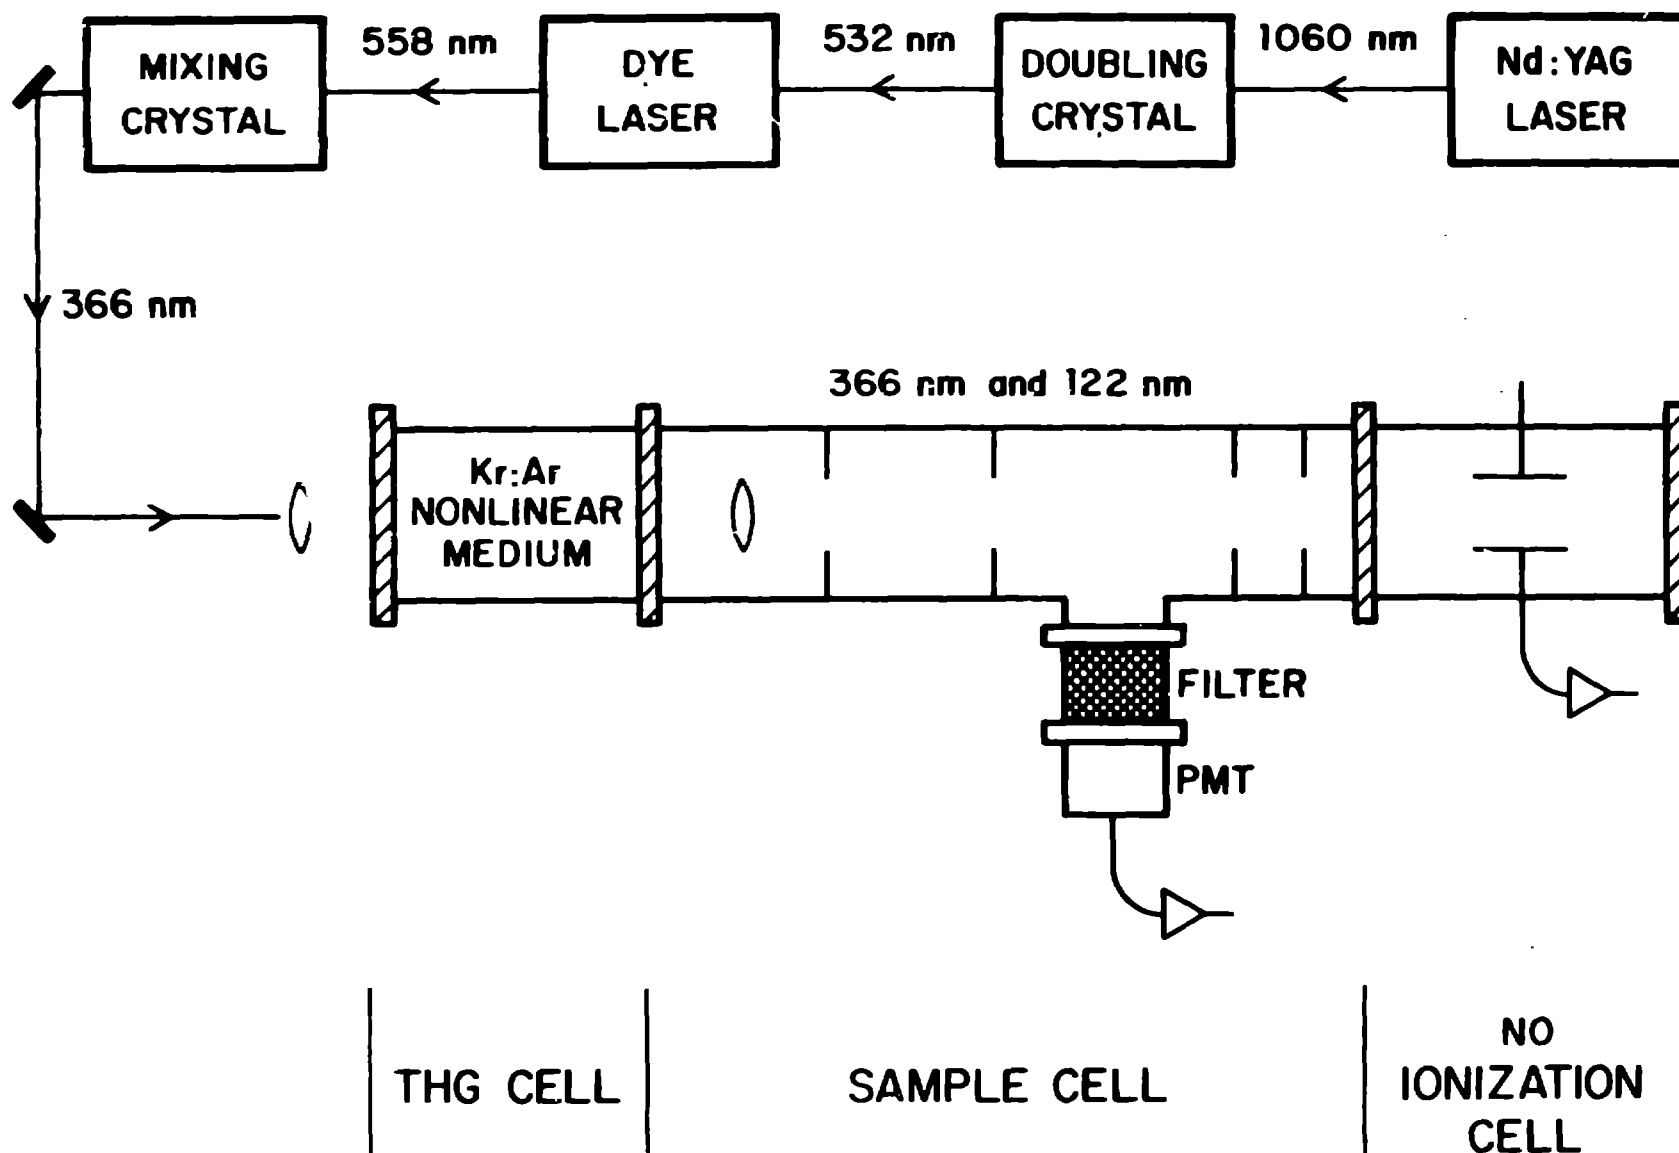 MIXING
CRYSTAL
558 nm
DYE
LASER
532 nm
DOUBLING
CRYSTAL
1060 nm
Nd:YAG
LASER
366 nm
366 nm and 122 nm
Kr:Ar
NONLINEAR
MEDIUM
FILTER
PMT
THG CELL
SAMPLE CELL
NO
IONIZATION
CELL